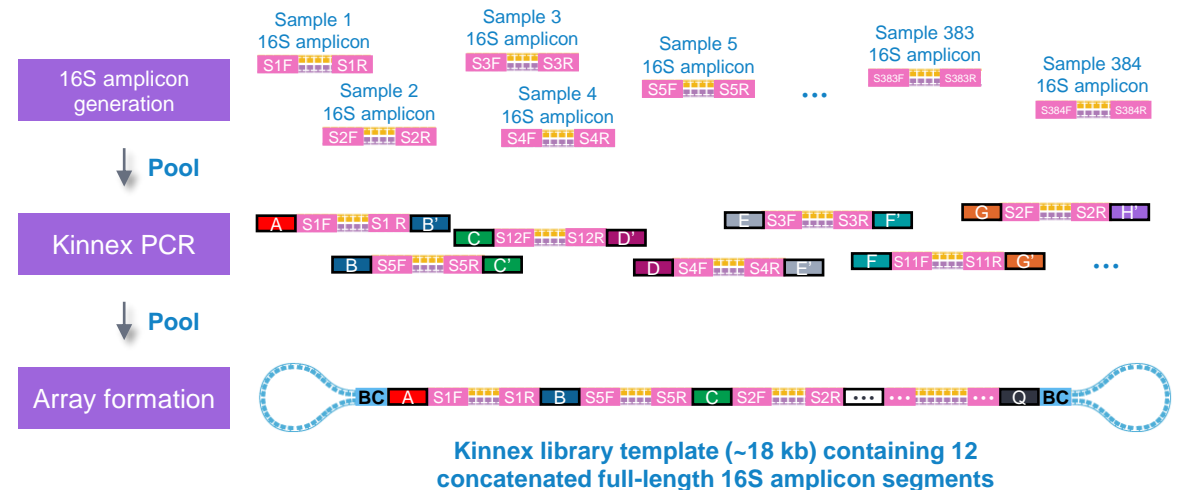 Sample 1
16S amplicon
S1F S1R
Sample 3
16S amplicon
S3F S3R
Sample 5
16S amplicon
S5F S5R
...
Sample 383
16S amplicon
S383F S383R
Sample 384
16S amplicon
S384F S384R
Sample 2
16S amplicon
S2F S2R
Sample 4
16S amplicon
S4F S4R
16S amplicon
generation
Pool
Kinnex PCR
A S1F S1 R B'
C S12F S12R D'
E S3F S3R F'
G S2F S2R H'
B S5F S5R C'
D S4F S4R E'
F S11F S11R G'
...
Pool
Array formation
BC A S1F S1R B S5F S5R C S2F S2R ... ... ... Q BC
Kinnex library template (~18 kb) containing 12
concatenated full-length 16S amplicon segments